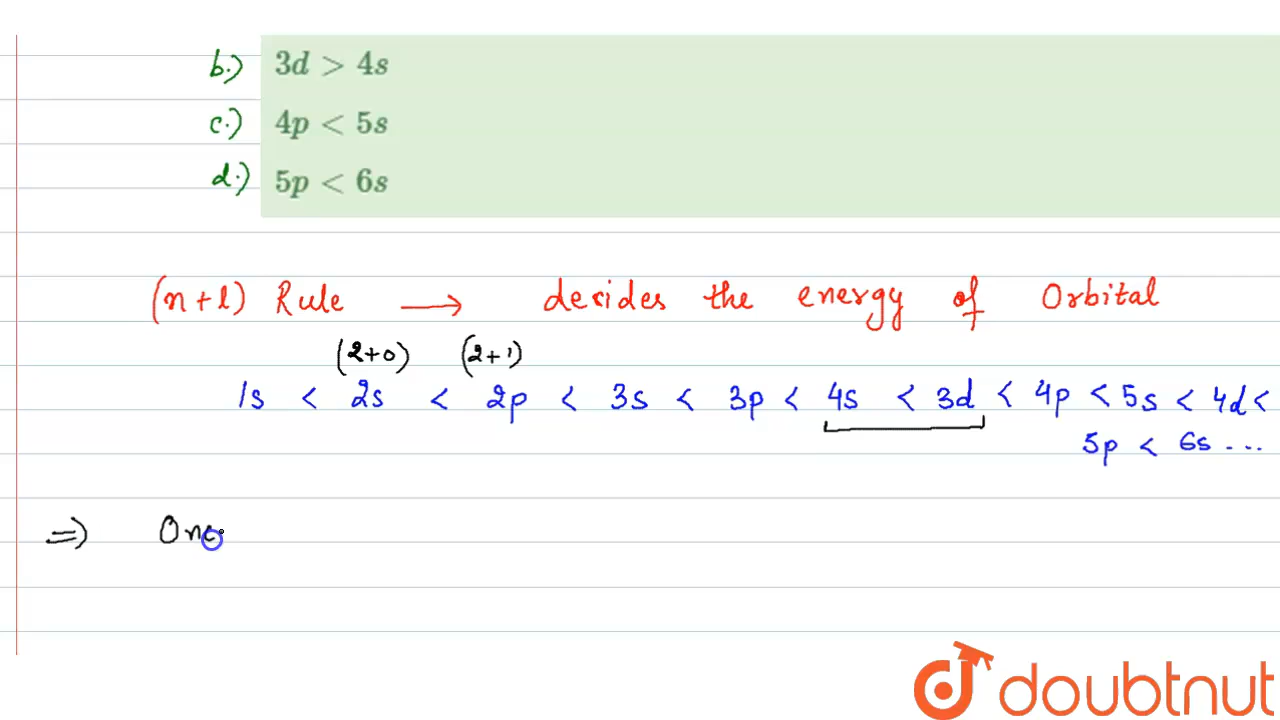 b.) 3d > 4s
c.) 4p < 5s
d.) 5p < 6s
(n+l) Rule → decides the energy of Orbital
(2+0) (2+1)
1s < 2s < 2p < 3s < 3p < 4s < 3d < 4p < 5s < 4d <
5p < 6s ...
⇒ Onc
doubtnut